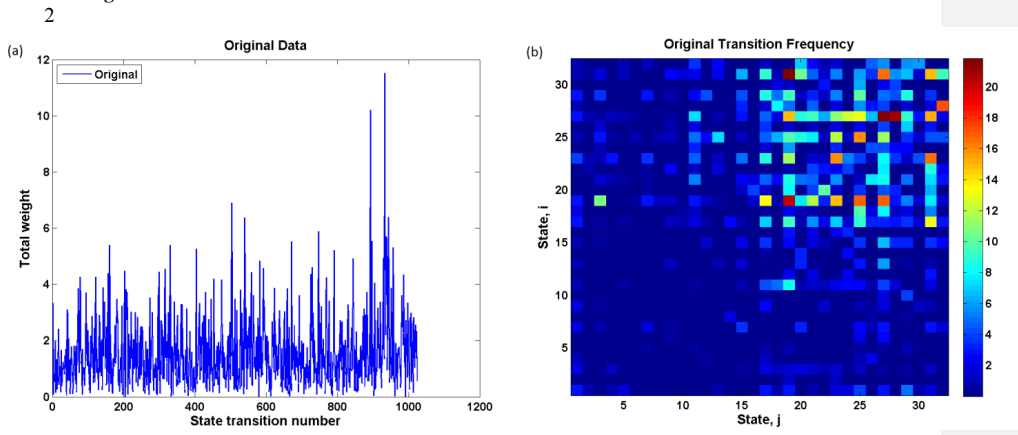 2
(a)
Original Data
Original
Total weight
12
10
8
6
4
2
0
0 200 400 600 800 1000 1200
State transition number
(b)
Original Transition Frequency
State, i
30
25
20
15
10
5
5 10 15 20 25 30
State, j
20
18
16
14
12
10
8
6
4
2